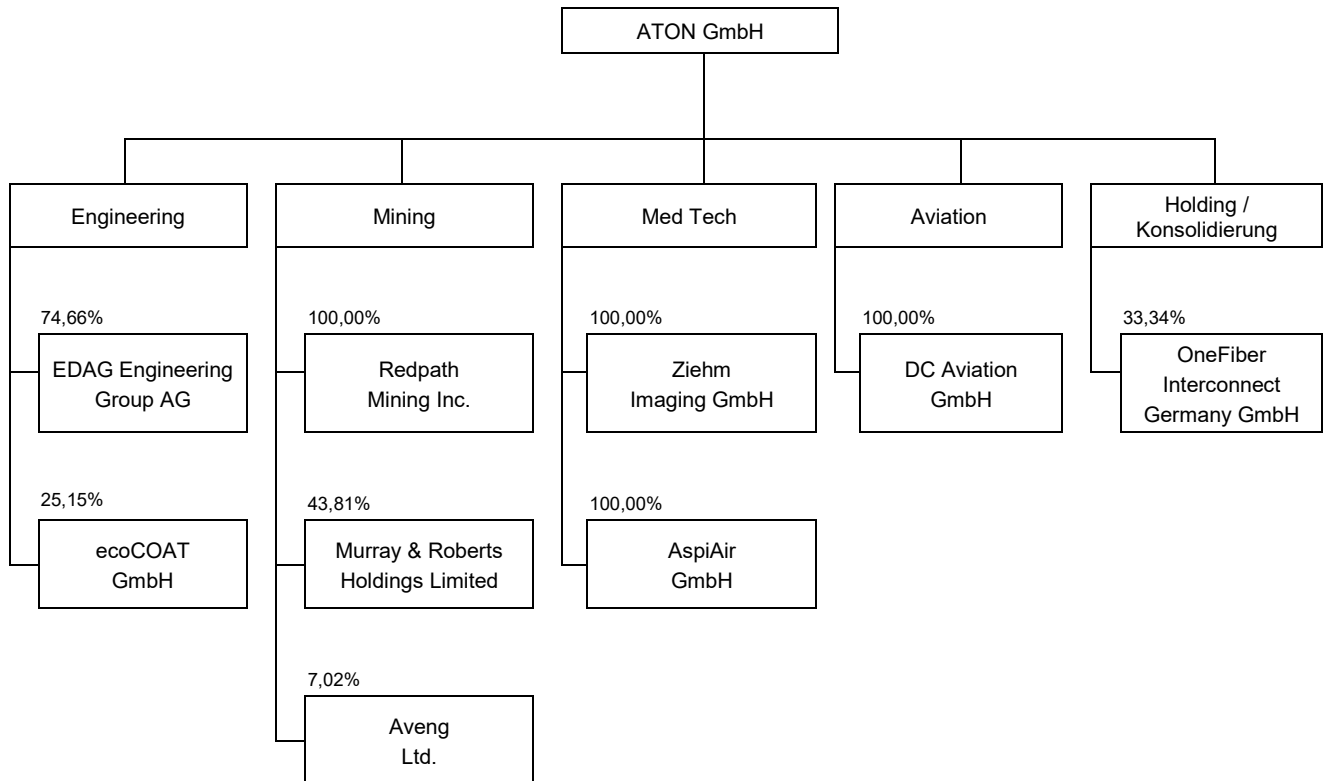 ATON GmbH
Engineering
Mining
Med Tech
Aviation
Holding /
Konsolidierung
74,66%
EDAG Engineering
Group AG
100,00%
Redpath
Mining Inc.
100,00%
Ziehm
Imaging GmbH
100,00%
DC Aviation
GmbH
33,34%
OneFiber
Interconnect
Germany GmbH
25,15%
ecoCOAT
GmbH
43,81%
Murray & Roberts
Holdings Limited
100,00%
AspiAir
GmbH
7,02%
Aveng
Ltd.